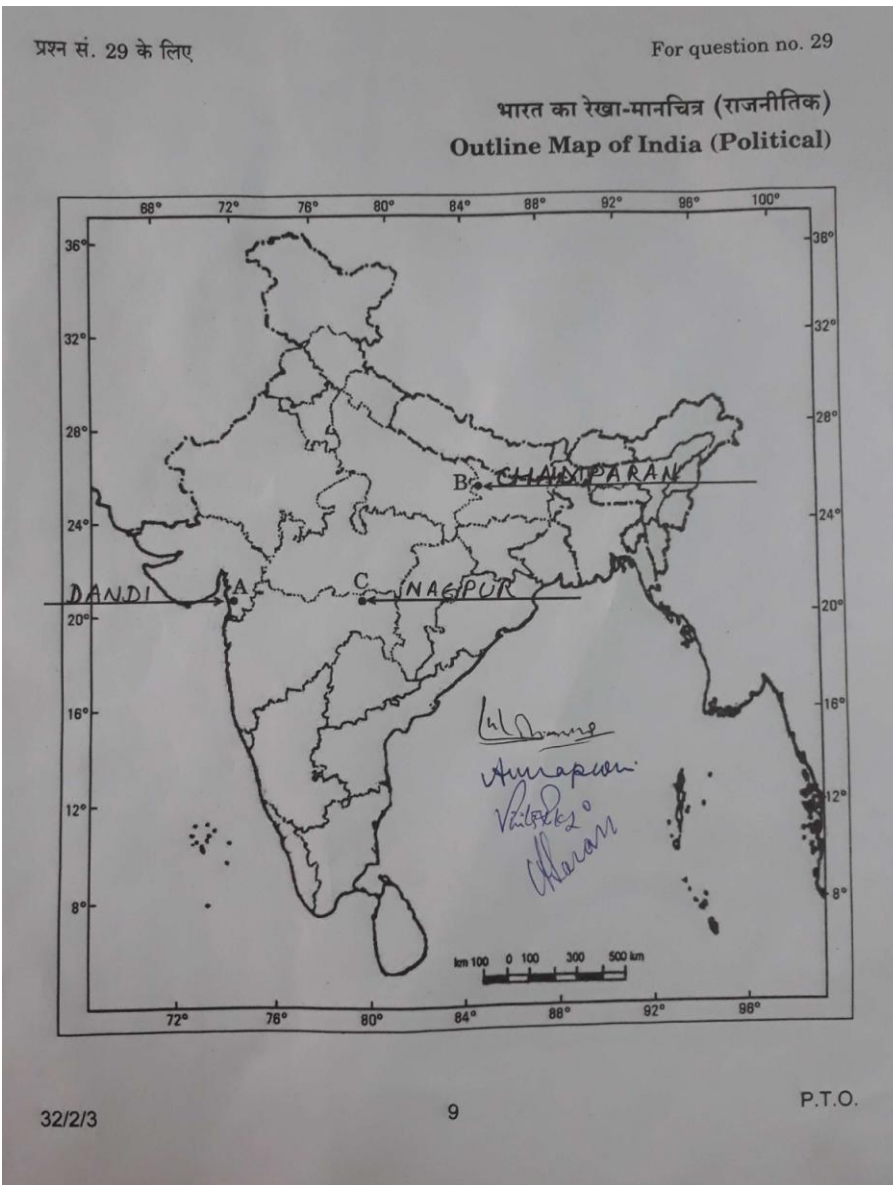 प्रश्न सं. 29 के लिए
For question no. 29
भारत का रेखा-मानचित्र (राजनीतिक)
Outline Map of India (Political)
68° 72° 76° 80° 84° 88° 92° 96° 100°
36° 36°
32° 32°
28° 28°
B CHAMPARAN
24° 24°
DANDI A C NAGPUR
20° 20°
16° 16°
12° 12°
8° 8°
km 100 0 100 300 500 km
72° 76° 80° 84° 88° 92° 96°
32/2/3
9
P.T.O.